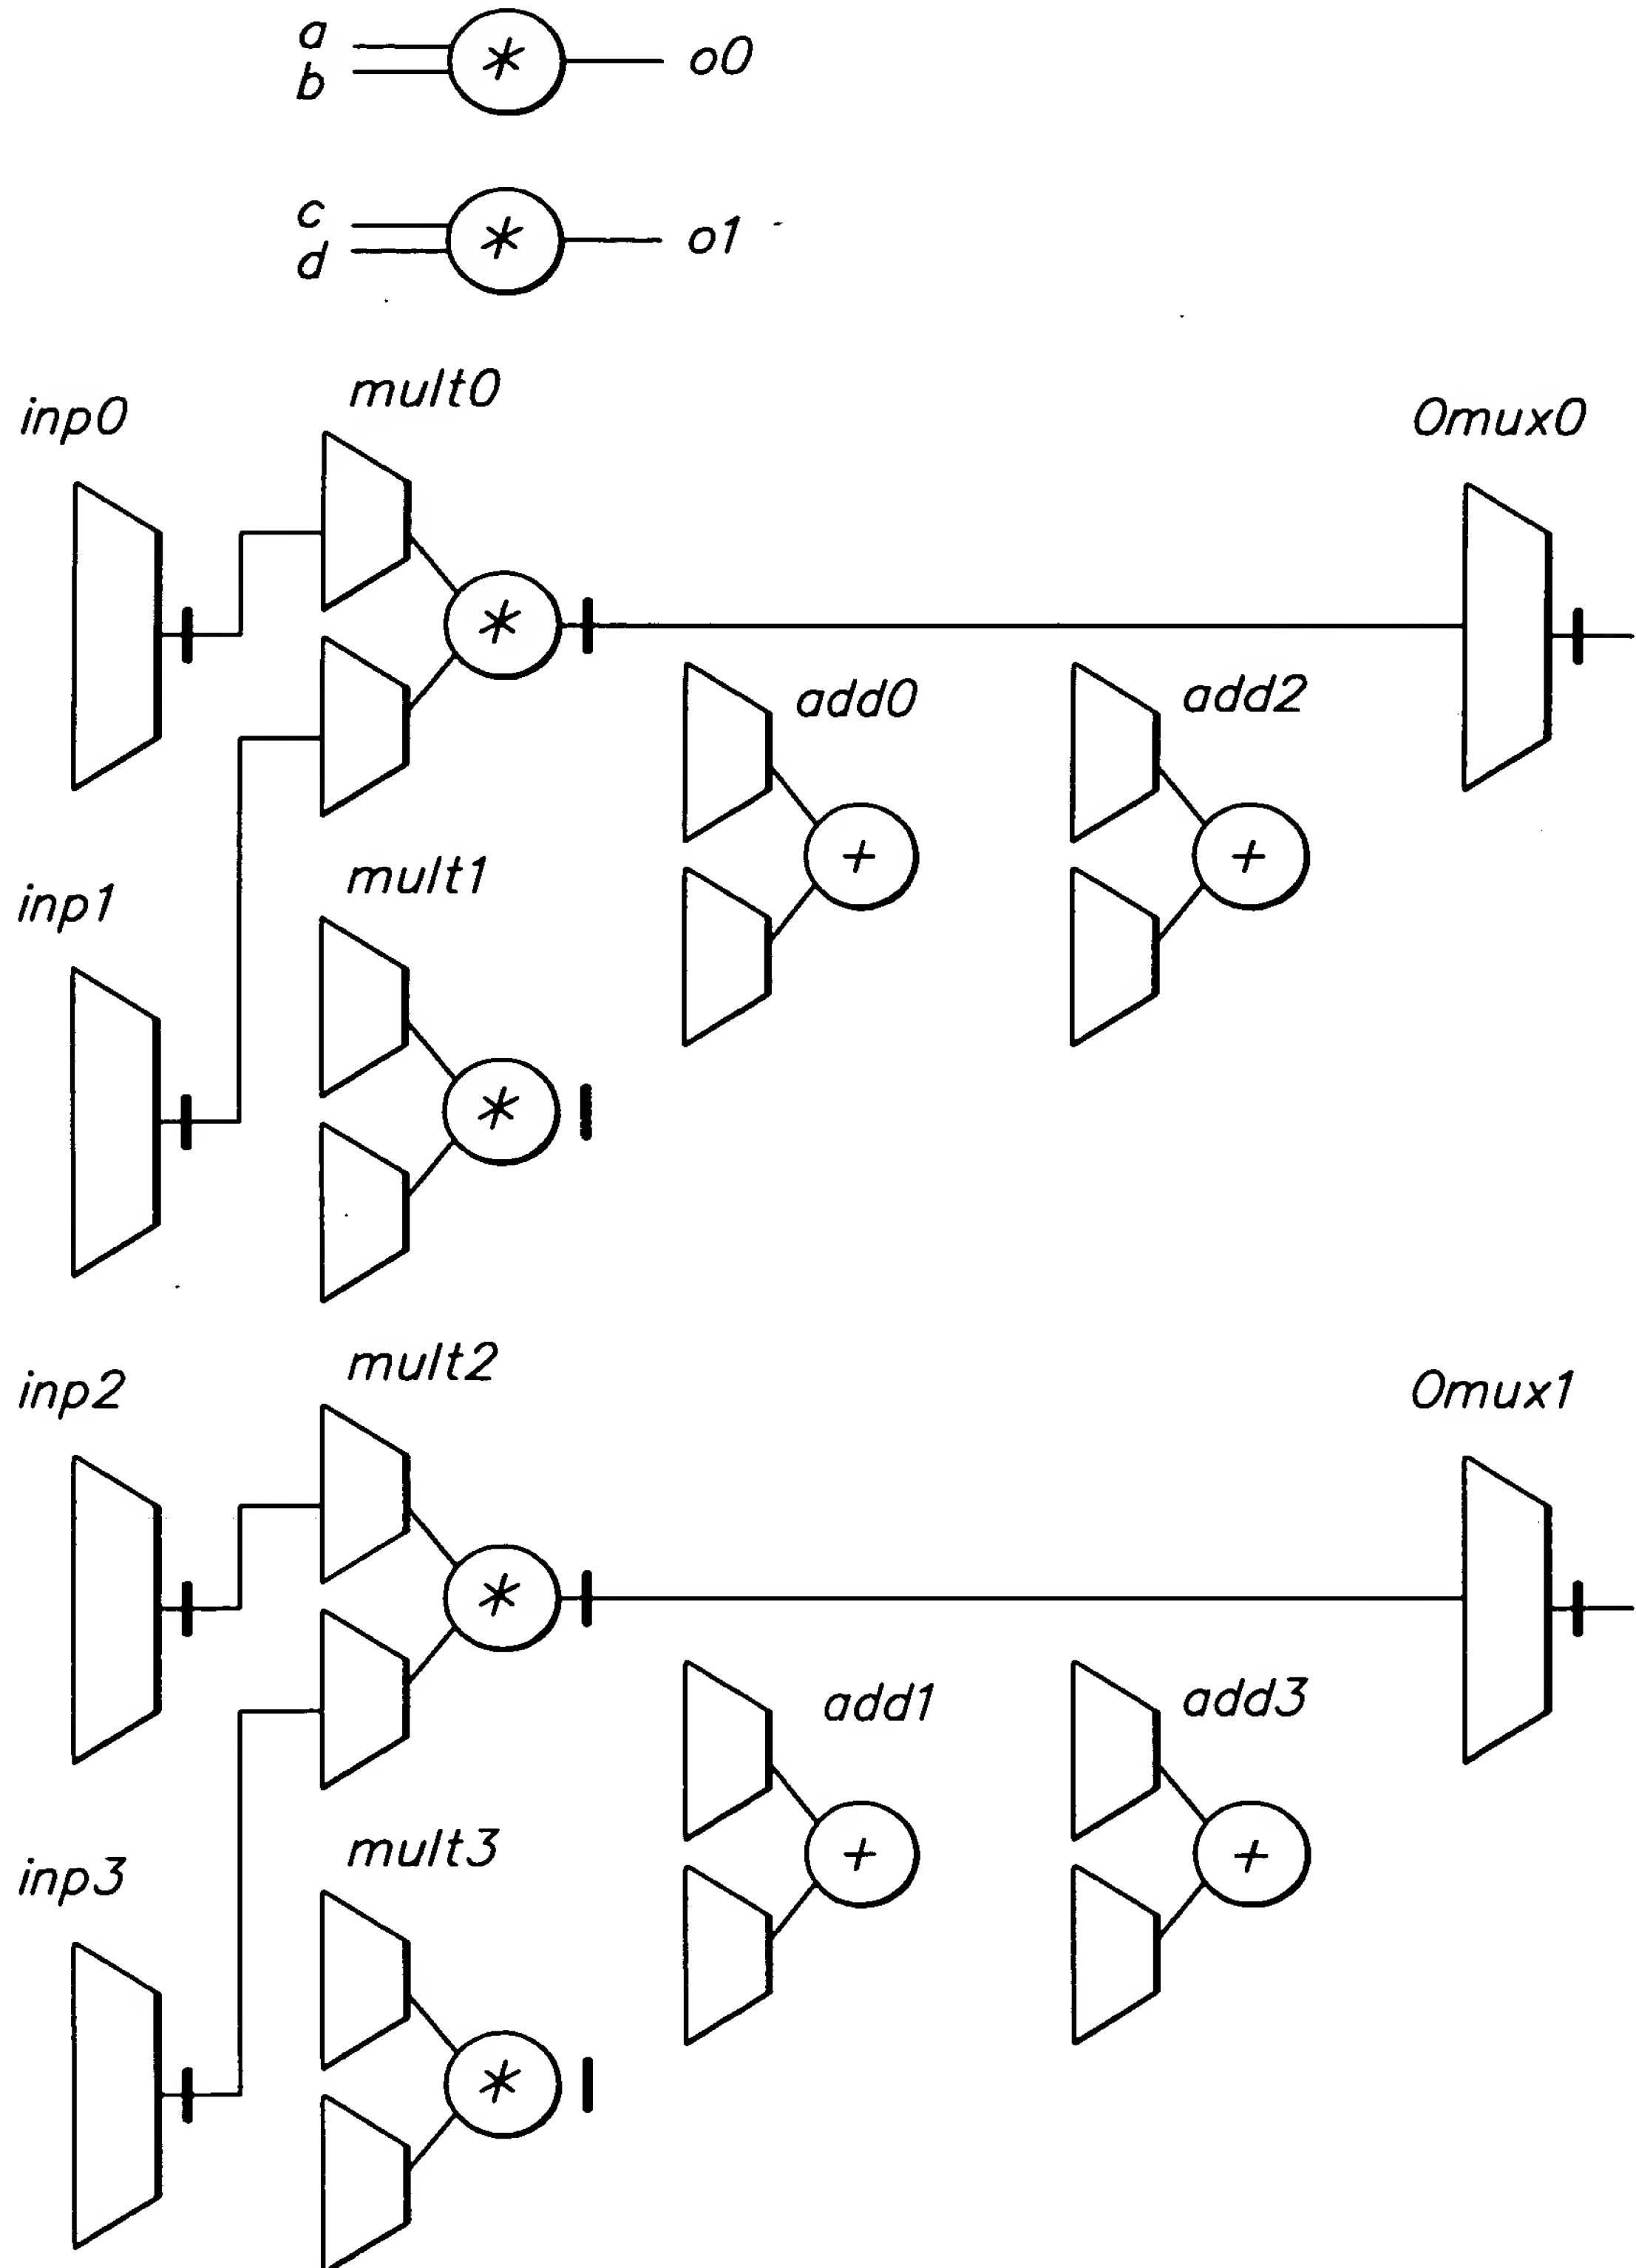 a
b
* o0
c
d
* o1
mult0
inp0
Omux0
*
add0
add2
+
+
mult1
inp1
*
mult2
inp2
Omux1
*
add1
add3
+
+
mult3
inp3
*